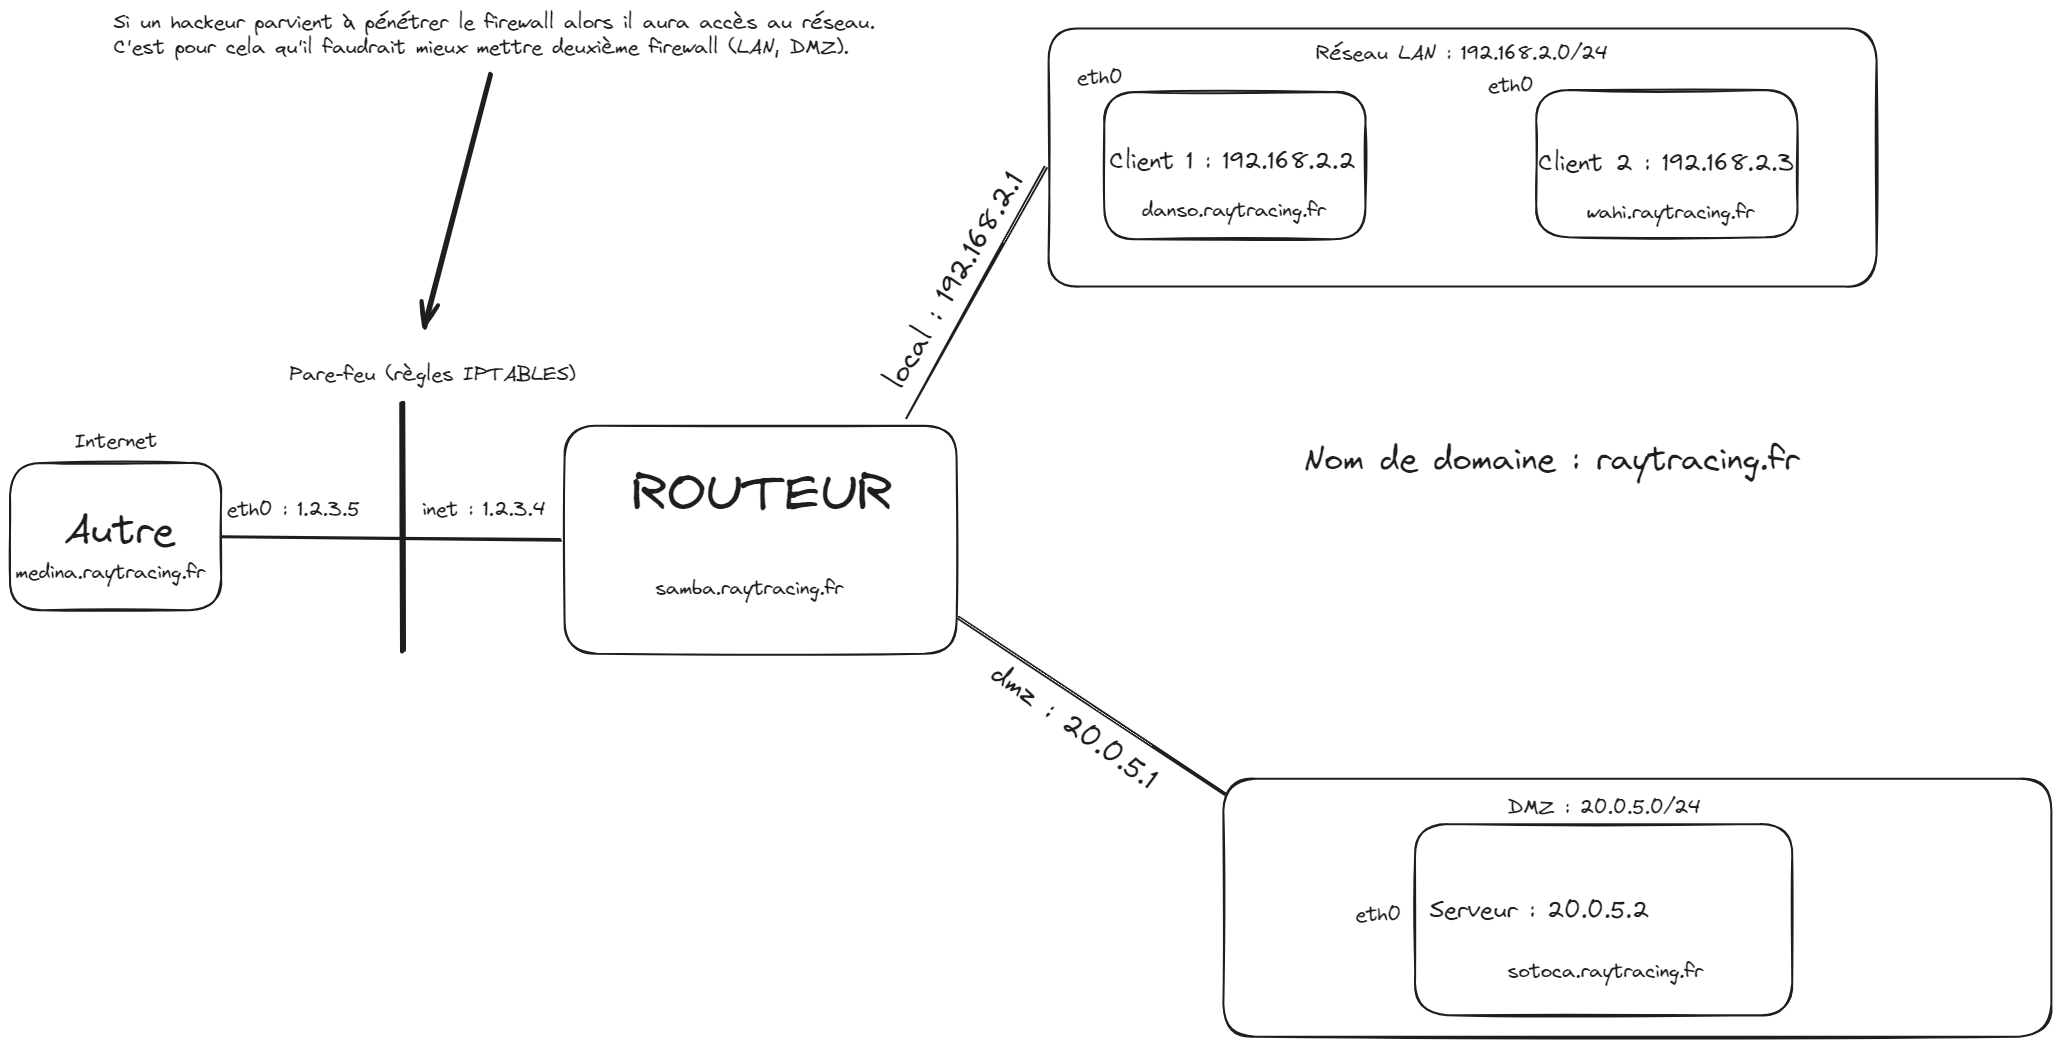 Si un hackeur parvient à pénétrer le firewall alors il aura accès au réseau.
C'est pour cela qu'il faudrait mieux mettre deuxième firewall (LAN, DMZ).
Réseau LAN : 192.168.2.0/24
eth0
eth0
Client 1 : 192.168.2.2
danso.raytracing.fr
Client 2 : 192.168.2.3
wahi.raytracing.fr
local : 192.168.2.1
Pare-feu (règles IPTABLES)
Internet
Autre
medina.raytracing.fr
eth0 : 1.2.3.5
inet : 1.2.3.4
ROUTEUR
samba.raytracing.fr
Nom de domaine : raytracing.fr
dmz : 20.0.5.1
DMZ : 20.0.5.0/24
eth0
Serveur : 20.0.5.2
sotoca.raytracing.fr